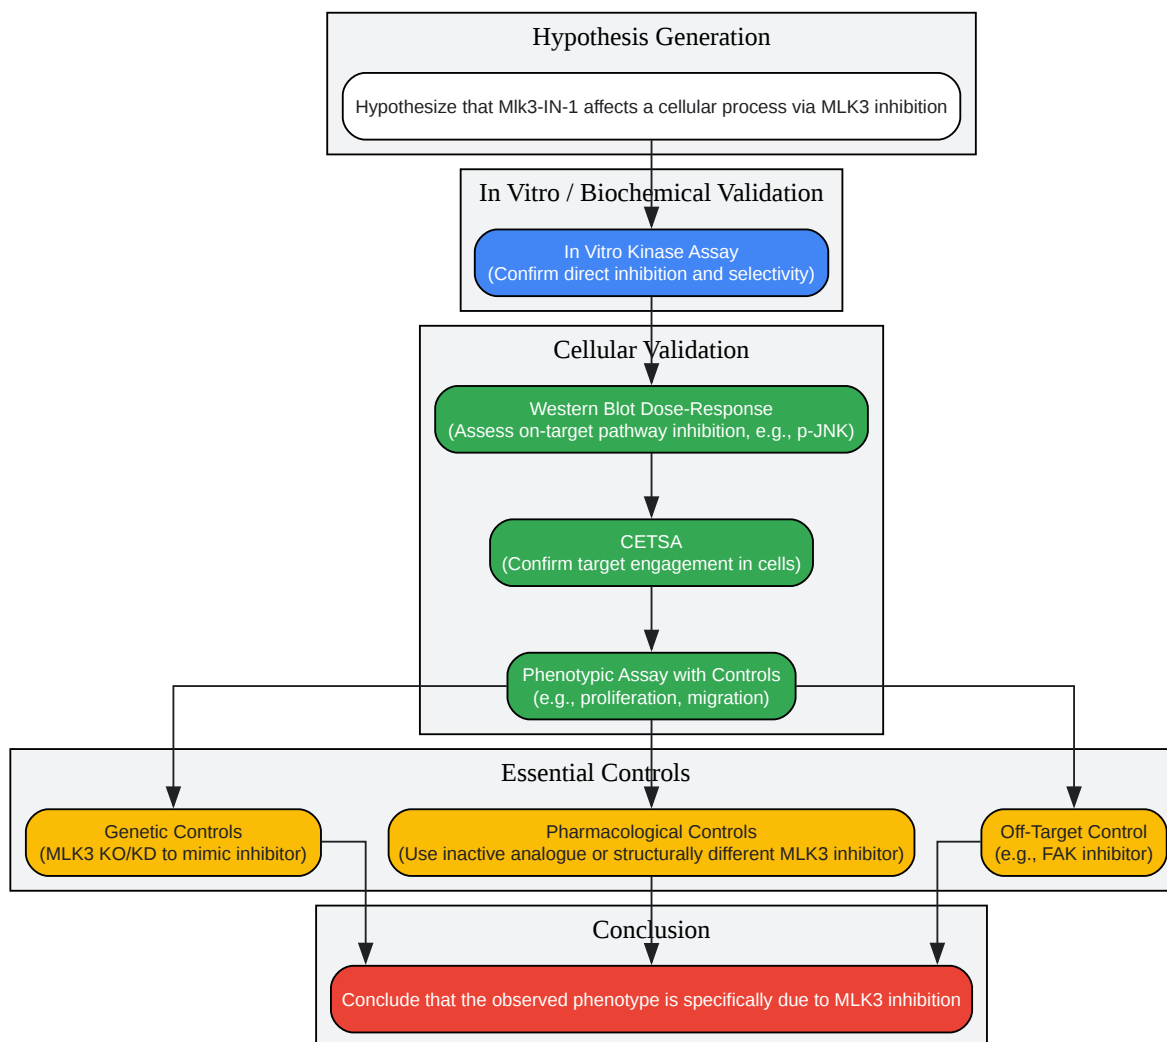 Hypothesis Generation
Hypothesize that Mlk3-IN-1 affects a cellular process via MLK3 inhibition
In Vitro / Biochemical Validation
In Vitro Kinase Assay
(Confirm direct inhibition and selectivity)
Cellular Validation
Western Blot Dose-Response
(Assess on-target pathway inhibition, e.g., p-JNK)
CETSA
(Confirm target engagement in cells)
Phenotypic Assay with Controls
(e.g., proliferation, migration)
Essential Controls
Genetic Controls
(MLK3 KO/KD to mimic inhibitor)
Pharmacological Controls
(Use inactive analogue or structurally different MLK3 inhibitor)
Off-Target Control
(e.g., FAK inhibitor)
Conclusion
Conclude that the observed phenotype is specifically due to MLK3 inhibition